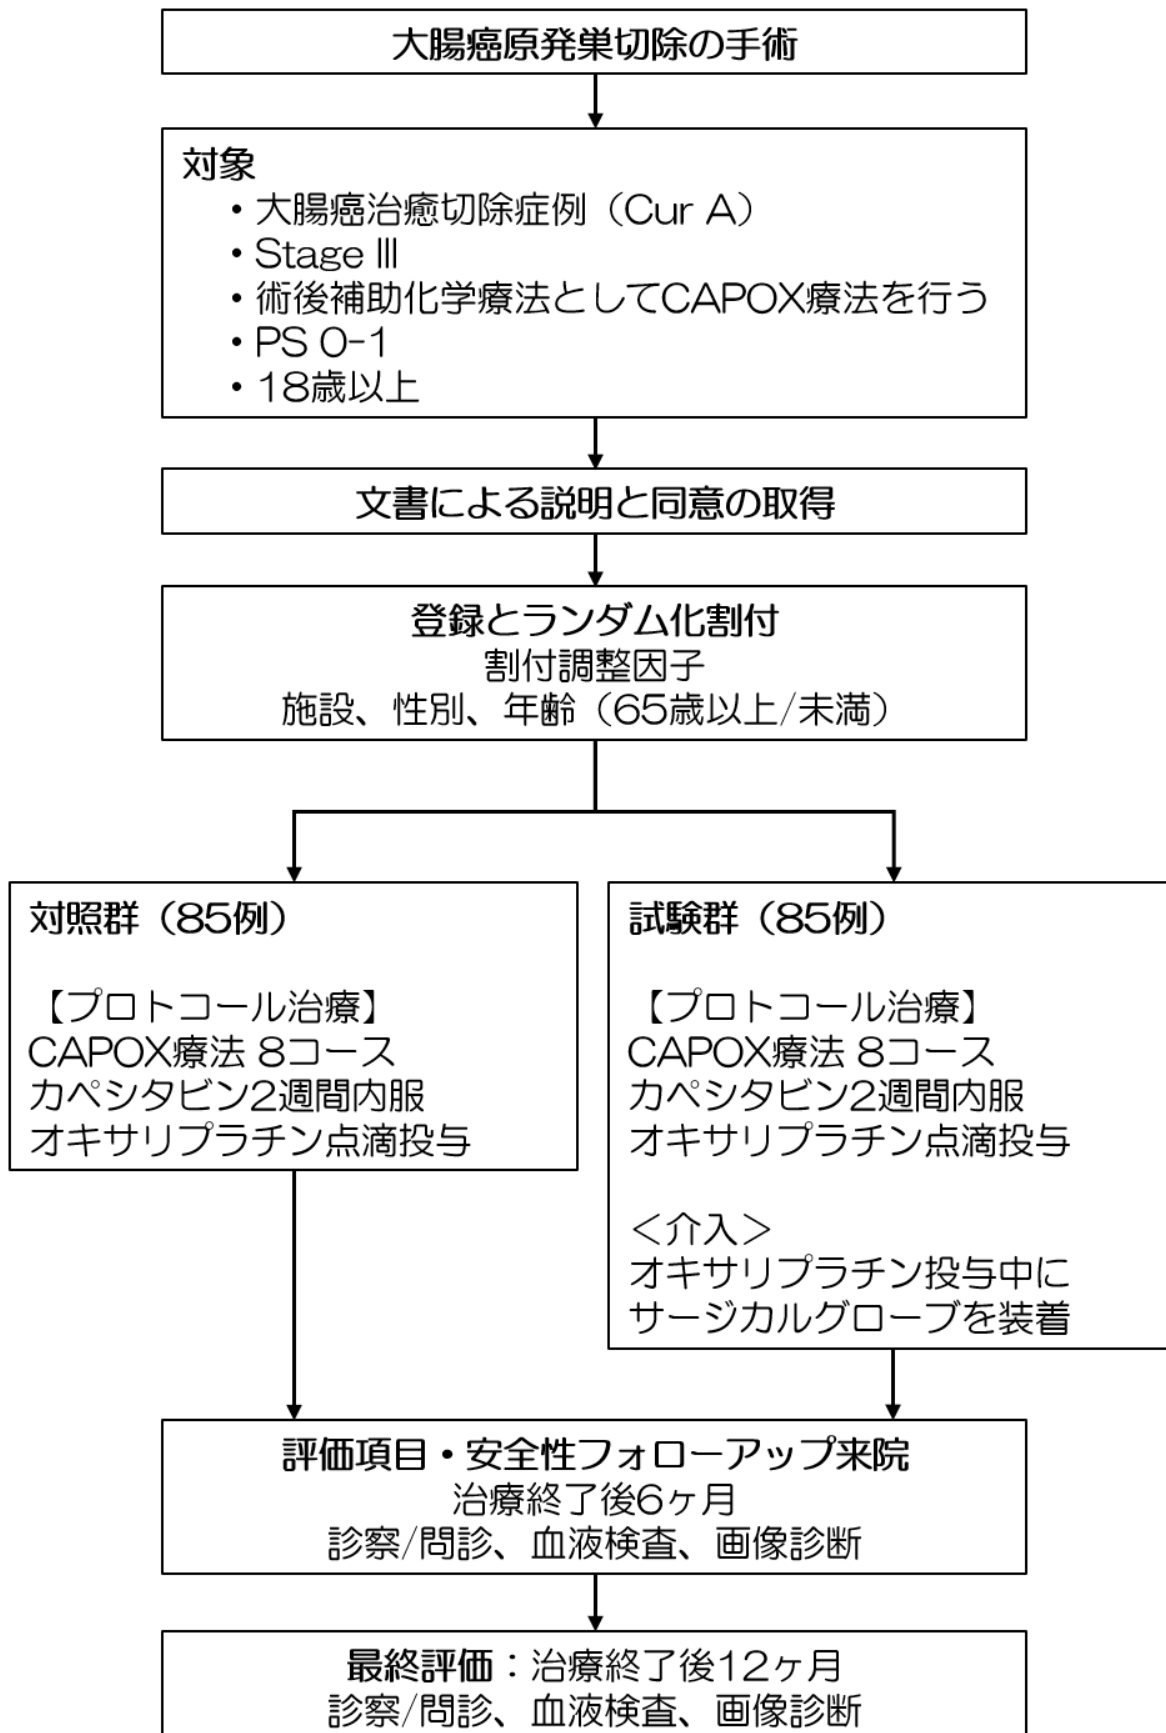 大腸癌原発巣切除の手術
対象
・大腸癌治癒切除症例（Cur A）
・Stage Ⅲ
・術後補助化学療法としてCAPOX療法を行う
・PS 0-1
・18歳以上
文書による説明と同意の取得
登録とランダム化割付
割付調整因子
施設、性別、年齢（65歳以上/未満）
対照群（85例）
【プロトコール治療】
CAPOX療法 8コース
カペシタビン2週間内服
オキサリプラチン点滴投与
試験群（85例）
【プロトコール治療】
CAPOX療法 8コース
カペシタビン2週間内服
オキサリプラチン点滴投与
＜介入＞
オキサリプラチン投与中に
サージカルグローブを装着
評価項目・安全性フォローアップ来院
治療終了後6ヶ月
診察/問診、血液検査、画像診断
最終評価：治療終了後12ヶ月
診察/問診、血液検査、画像診断